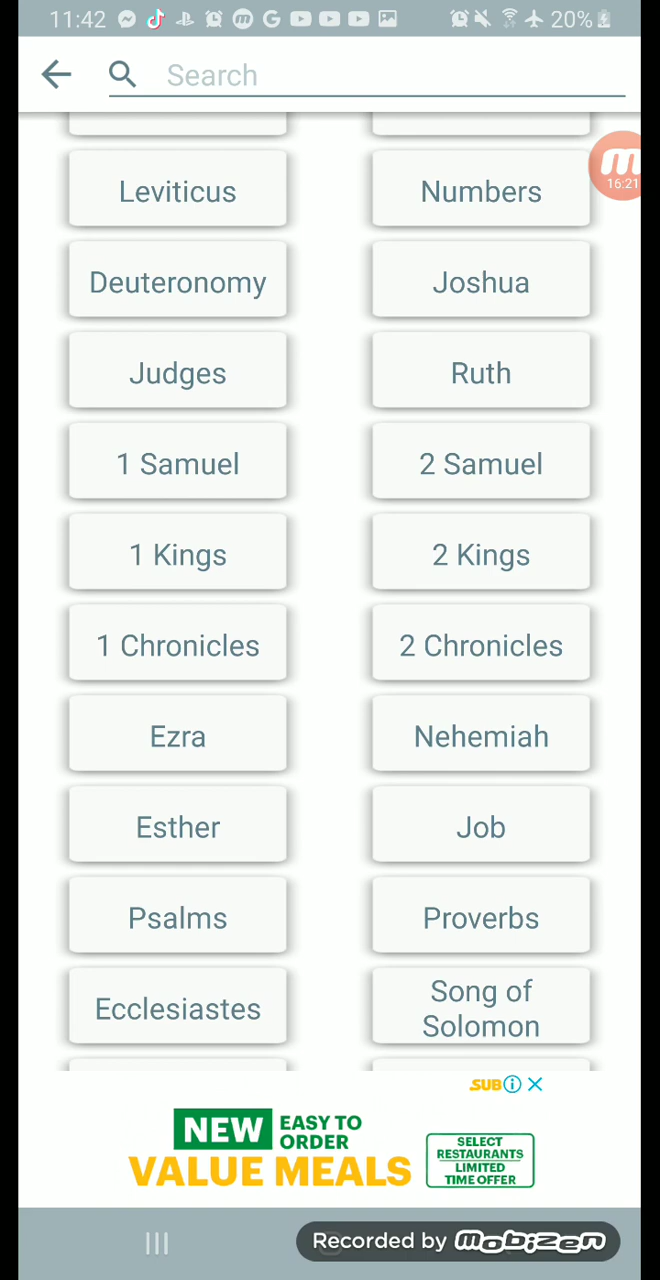 11:42 20%
Search
16:21
Leviticus Numbers
Deuteronomy Joshua
Judges Ruth
1 Samuel 2 Samuel
1 Kings 2 Kings
1 Chronicles 2 Chronicles
Ezra Nehemiah
Esther Job
Psalms Proverbs
Ecclesiastes Song of
Solomon
SUB
NEW EASY TO
ORDER
VALUE MEALS
SELECT
RESTAURANTS
LIMITED
TIME OFFER
Recorded by mobizen